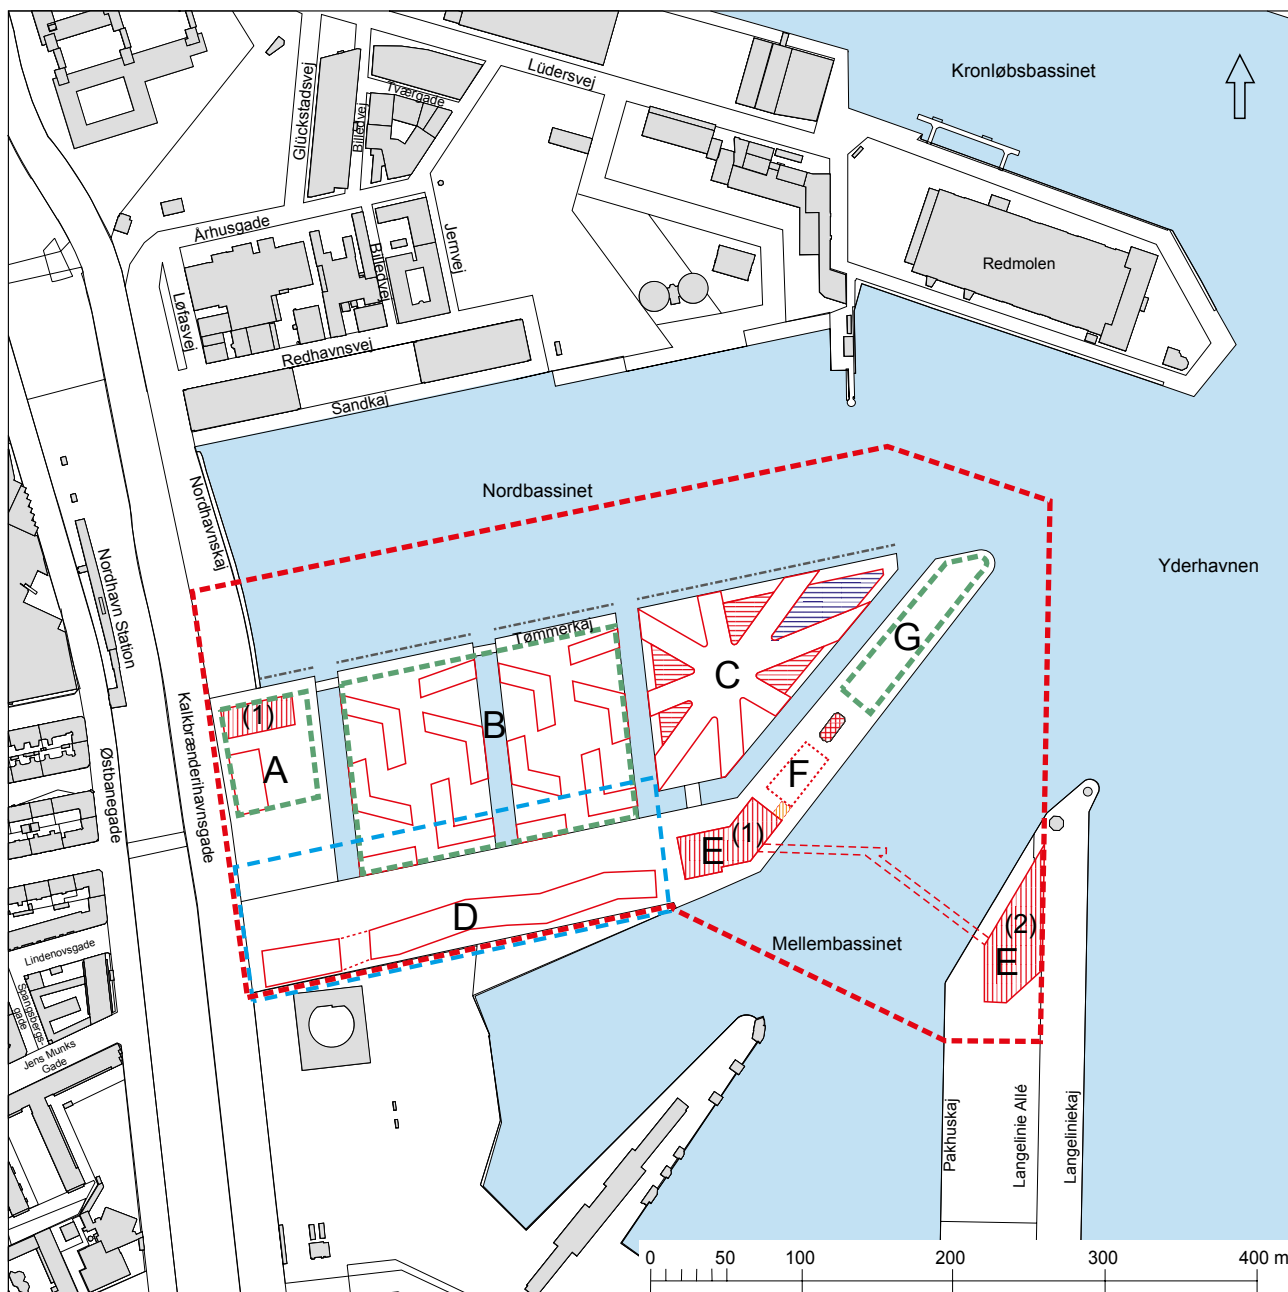 Kronløbsbassinet
Lüdersvej
Glückstadsvej
Tværgade
Billedvej
Århusgade
Jernvej
Billedvej
Redmolen
Løfasvej
Redhavnsvej
Sandkaj
Nordhavnskaj
Nordbassinet
Yderhavnen
Nordhavn Station
Tømmerkaj
G
C
(1)
B
A
F
Kalkbrænderihavnsgade
Østbanegade
(1)
E
D
(2)
E
Mellembassinet
Lindenovsgade
Spangsbergs-
gade
Jens Munks
Gade
Pakhuskaj
Langelinie Allé
Langeliniekaj
0 50 100 200 300 400 m